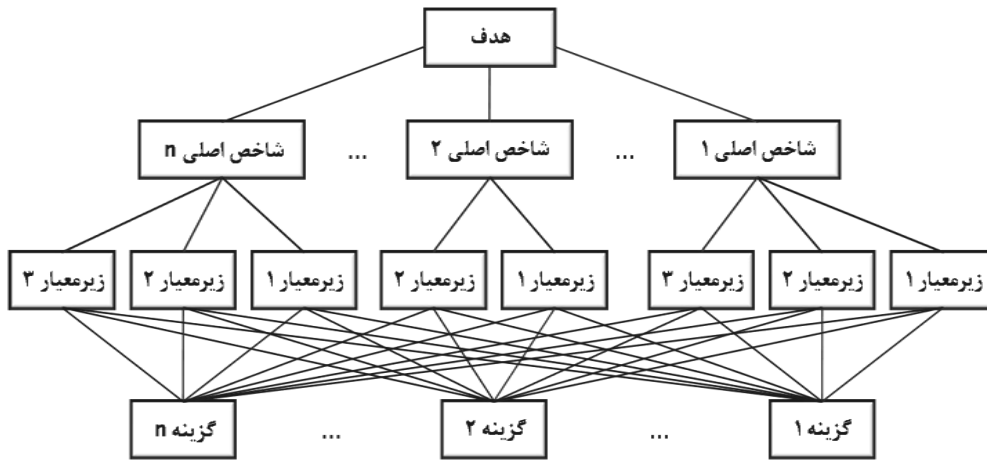 هدف
شاخص اصلی ۱ ... شاخص اصلی ۲ ... شاخص اصلی n
زیرمعیار ۱ زیرمعیار ۲ زیرمعیار ۳ زیرمعیار ۱ زیرمعیار ۲ زیرمعیار ۱ زیرمعیار ۲ زیرمعیار ۳
گزینه ۱ ... گزینه ۲ ... گزینه n